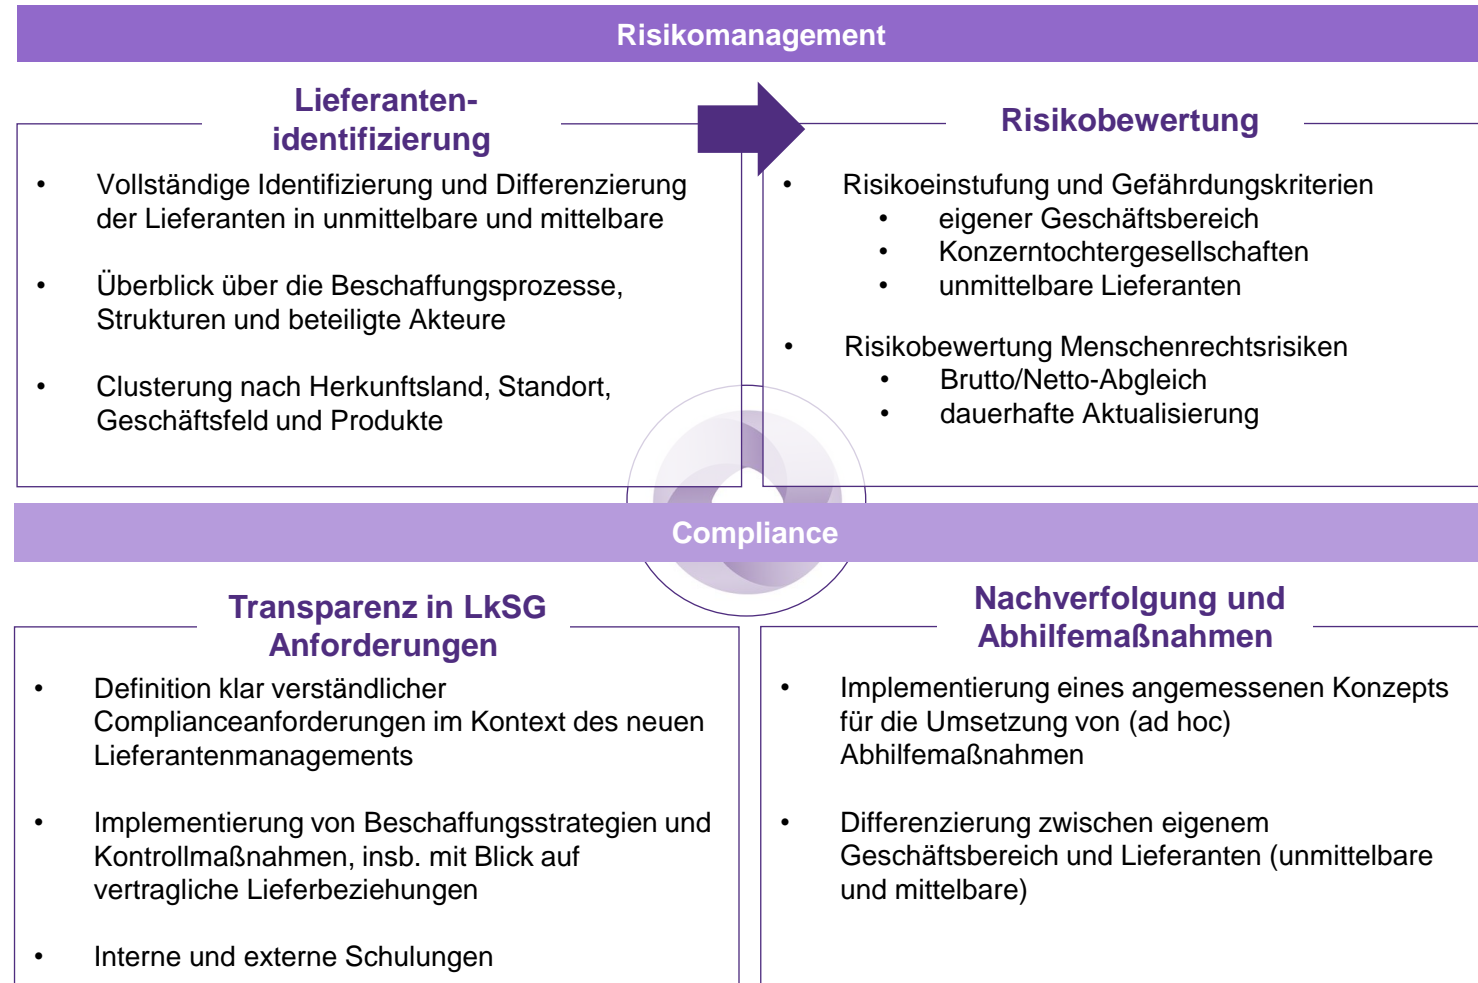 Risikomanagement
Lieferanten-
identifizierung
• Vollständige Identifizierung und Differenzierung
der Lieferanten in unmittelbare und mittelbare
• Überblick über die Beschaffungsprozesse,
Strukturen und beteiligte Akteure
• Clusterung nach Herkunftsland, Standort,
Geschäftsfeld und Produkte
Risikobewertung
• Risikoeinstufung und Gefährdungskriterien
• eigener Geschäftsbereich
• Konzerntochtergesellschaften
• unmittelbare Lieferanten
• Risikobewertung Menschenrechtsrisiken
• Brutto/Netto-Abgleich
• dauerhafte Aktualisierung
Compliance
Transparenz in LkSG
Anforderungen
• Definition klar verständlicher
Complianceanforderungen im Kontext des neuen
Lieferantenmanagements
• Implementierung von Beschaffungsstrategien und
Kontrollmaßnahmen, insb. mit Blick auf
vertragliche Lieferbeziehungen
• Interne und externe Schulungen
Nachverfolgung und
Abhilfemaßnahmen
• Implementierung eines angemessenen Konzepts
für die Umsetzung von (ad hoc)
Abhilfemaßnahmen
• Differenzierung zwischen eigenem
Geschäftsbereich und Lieferanten (unmittelbare
und mittelbare)